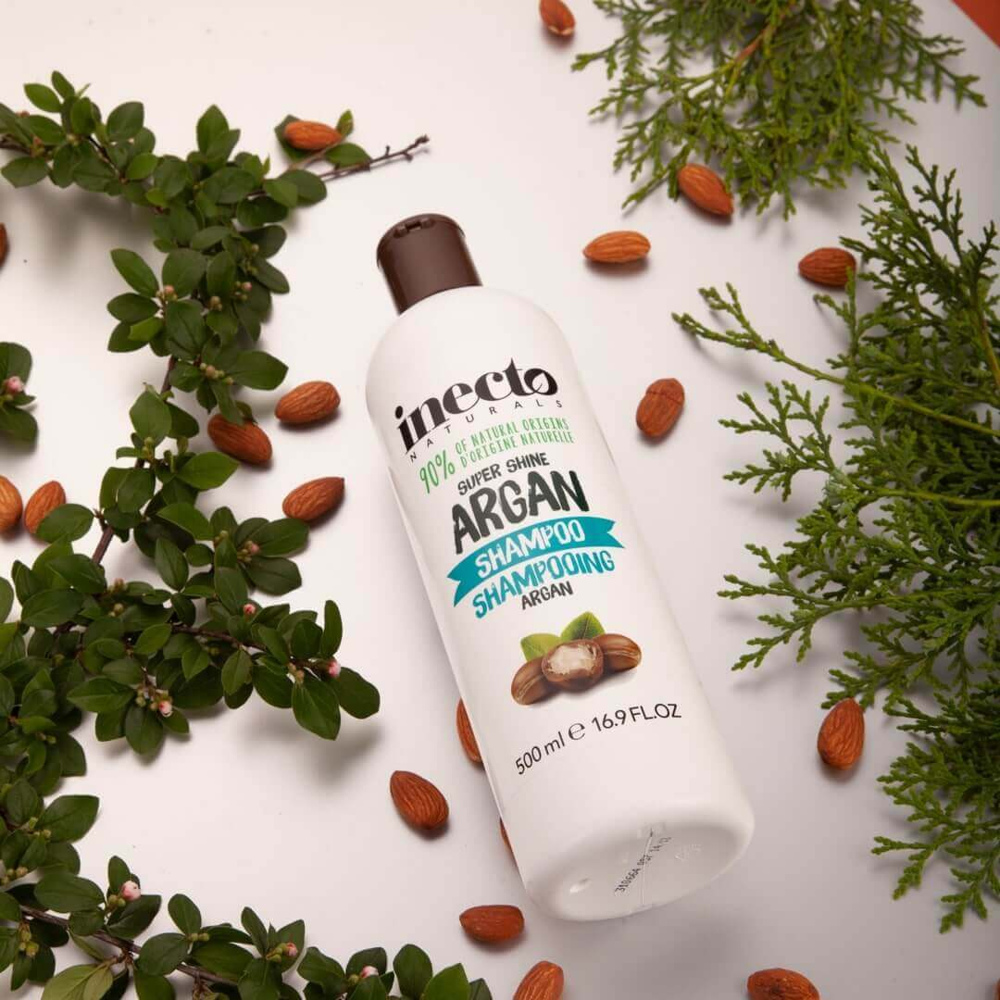 inecto
NATURALS
90% OF NATURAL ORIGINS
D'ORIGINE NATURELLE
SUPER SHINE
ARGAN
SHAMPOO
SHAMPOOING
ARGAN
500 ml ℮ 16.9 FL.OZ
310664